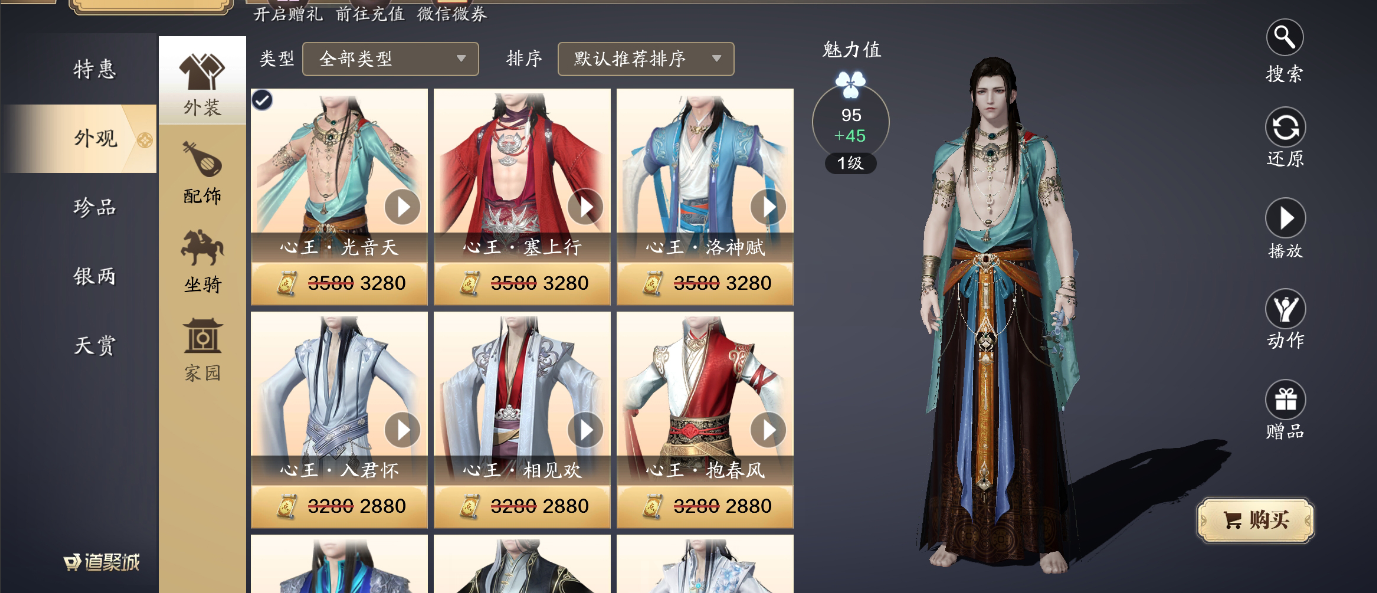 开启赠礼 前往充值 微信微券
特惠
外观
珍品
银两
天赏
道聚城
外装
配饰
坐骑
家园
类型 全部类型 排序 默认推荐排序
心王·光音天 心王·塞上行 心王·洛神赋
3580 3280 3580 3280 3580 3280
心王·入君怀 心王·相见欢 心王·抱春风
3280 2880 3280 2880 3280 2880
魅力值
95
+45
1级
搜索
还原
播放
动作
赠品
购买